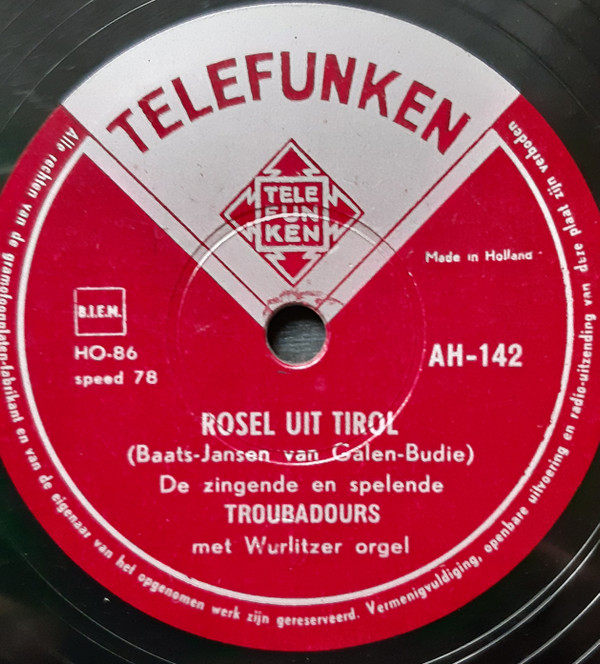 TELEFUNKEN
TELE
FUN
KEN
Made in Holland
B.I.E.M.
HO-86
speed 78
AH-142
ROSEL UIT TIROL
(Baats-Jansen van Galen-Budie)
De zingende en spelende
TROUBADOURS
met Wurlitzer orgel
Alle rechten van de gramofoonplaten-fabrikant en van de eigenaar van het opgenomen werk zijn gereserveerd. Vermenigvuldiging, openbare uitvoering en radio-uitzending van deze plaat zijn verboden